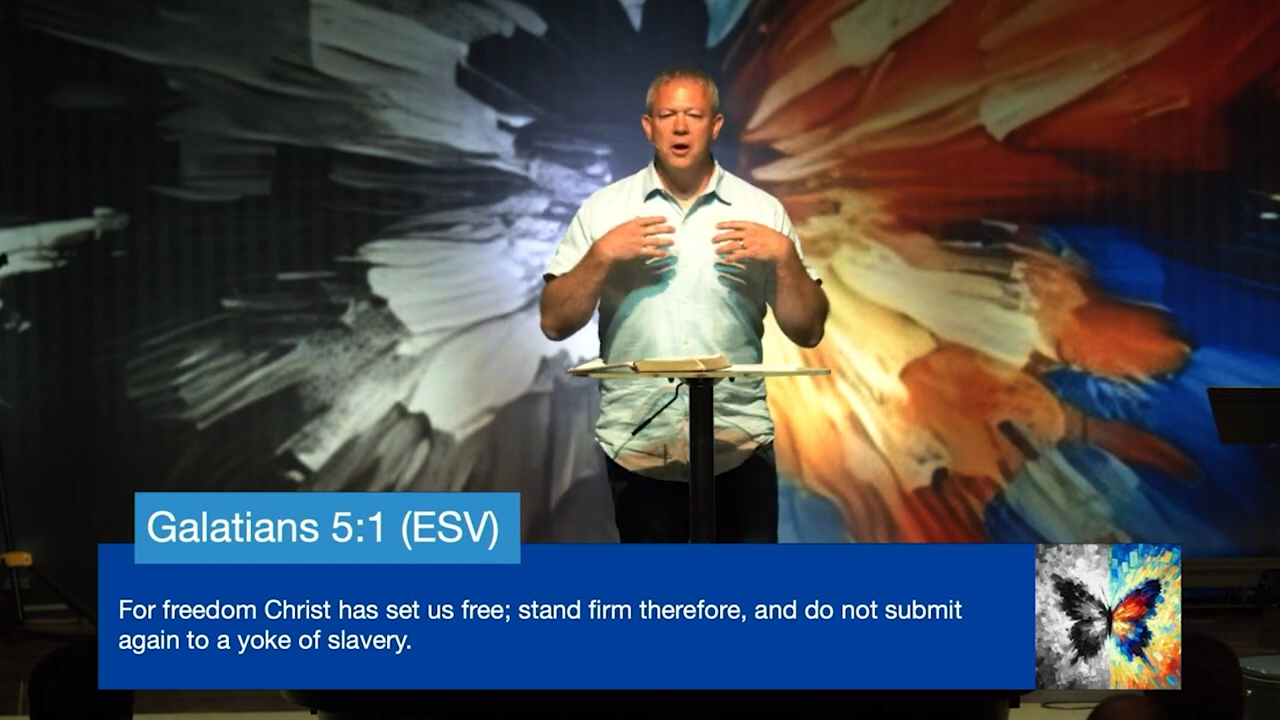 Galatians 5:1 (ESV)
For freedom Christ has set us free; stand firm therefore, and do not submit
again to a yoke of slavery.